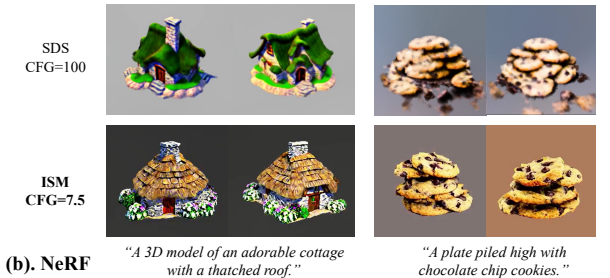 SDS
CFG=100
ISM
CFG=7.5
(b). NeRF
“A 3D model of an adorable cottage
with a thatched roof.”
“A plate piled high with
chocolate chip cookies.”